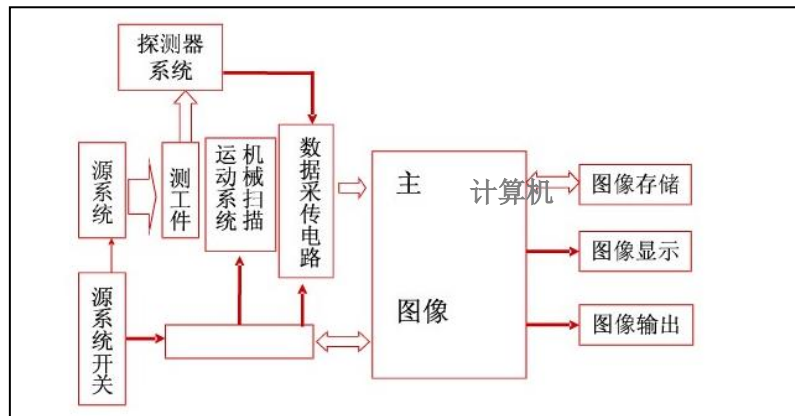 探测器
系统
源系统
测工件
机械扫描
运动系统
数据采传电路
主
计算机
图像存储
图像显示
源系统开关
图像
图像输出